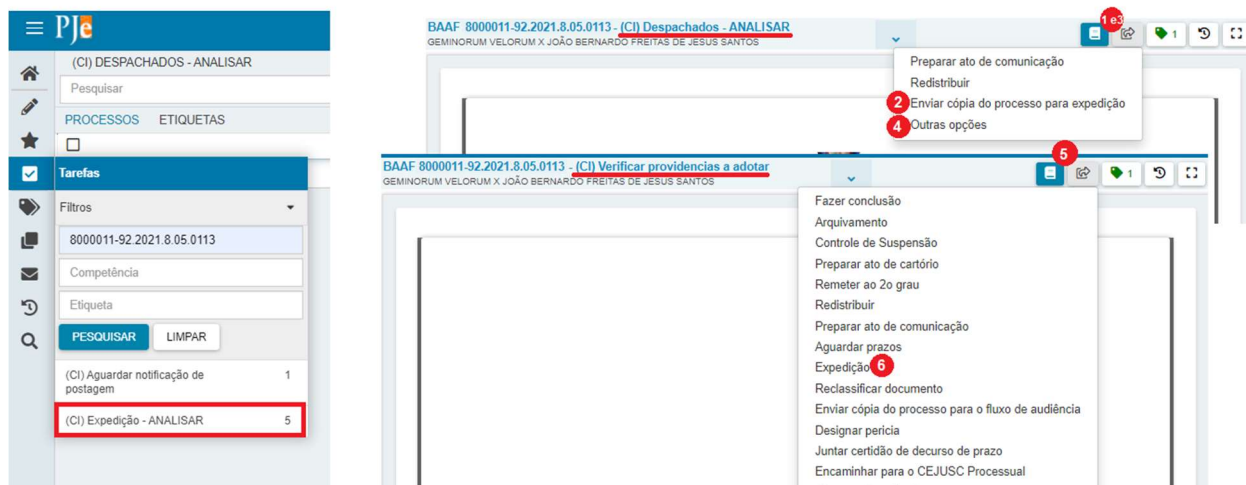 PJe
(CI) DESPACHADOS - ANALISAR
Pesquisar
PROCESSOS ETIQUETAS
Tarefas
Filtros
8000011-92.2021.8.05.0113
Competência
Etiqueta
PESQUISAR LIMPAR
(CI) Aguardar notificação de 1
postagem
(CI) Expedição - ANALISAR 5
BAAF 8000011-92.2021.8.05.0113 - (CI) Despachados - ANALISAR
GEMINORUM VELORUM X JOÃO BERNARDO FREITAS DE JESUS SANTOS
1 e3
1
Preparar ato de comunicação
Redistribuir
2 Enviar cópia do processo para expedição
4 Outras opções
BAAF 8000011-92.2021.8.05.0113 - (CI) Verificar providencias a adotar
GEMINORUM VELORUM X JOÃO BERNARDO FREITAS DE JESUS SANTOS
5
1
Fazer conclusão
Arquivamento
Controle de Suspensão
Preparar ato de cartório
Remeter ao 2o grau
Redistribuir
Preparar ato de comunicação
Aguardar prazos
Expedição 6
Reclassificar documento
Enviar cópia do processo para o fluxo de audiência
Designar pericia
Juntar certidão de decurso de prazo
Encaminhar para o CEJUSC Processual